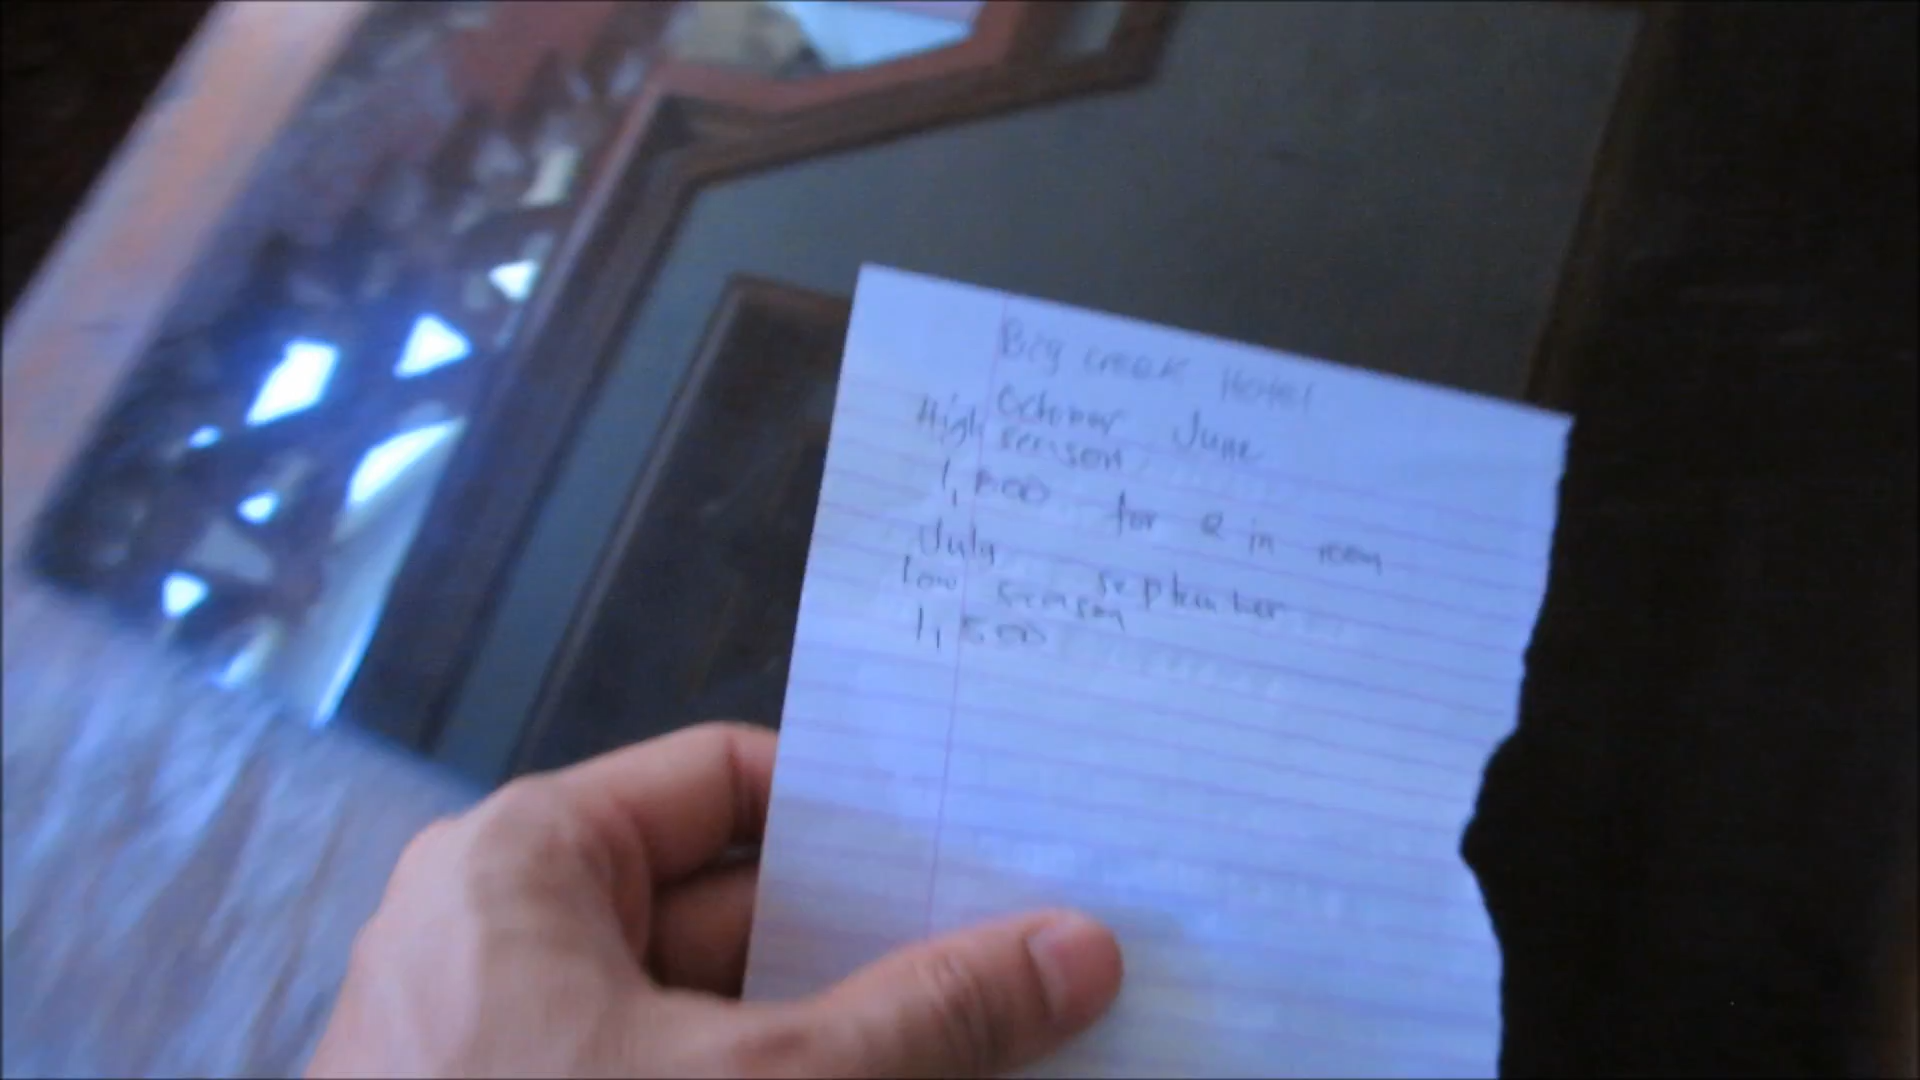 Big creek Hotel
October June
High season
1,800 for 2 in room
July September
low season
1,500